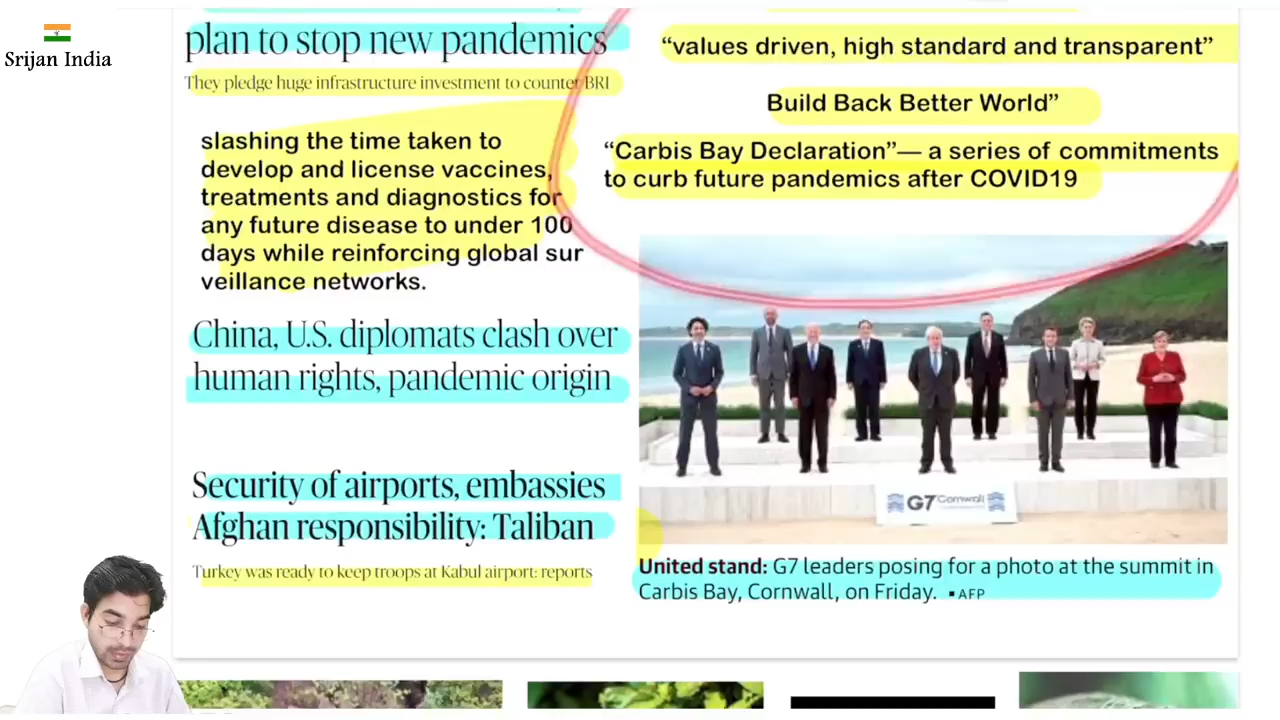 Srijan India
plan to stop new pandemics
They pledge huge infrastructure investment to counter BRI
slashing the time taken to
develop and license vaccines,
treatments and diagnostics for
any future disease to under 100
days while reinforcing global sur
veillance networks.
China, U.S. diplomats clash over
human rights, pandemic origin
Security of airports, embassies
Afghan responsibility: Taliban
Turkey was ready to keep troops at Kabul airport: reports
“values driven, high standard and transparent”
Build Back Better World”
“Carbis Bay Declaration”— a series of commitments
to curb future pandemics after COVID19
G7 Cornwall
United stand: G7 leaders posing for a photo at the summit in
Carbis Bay, Cornwall, on Friday. ▪ AFP